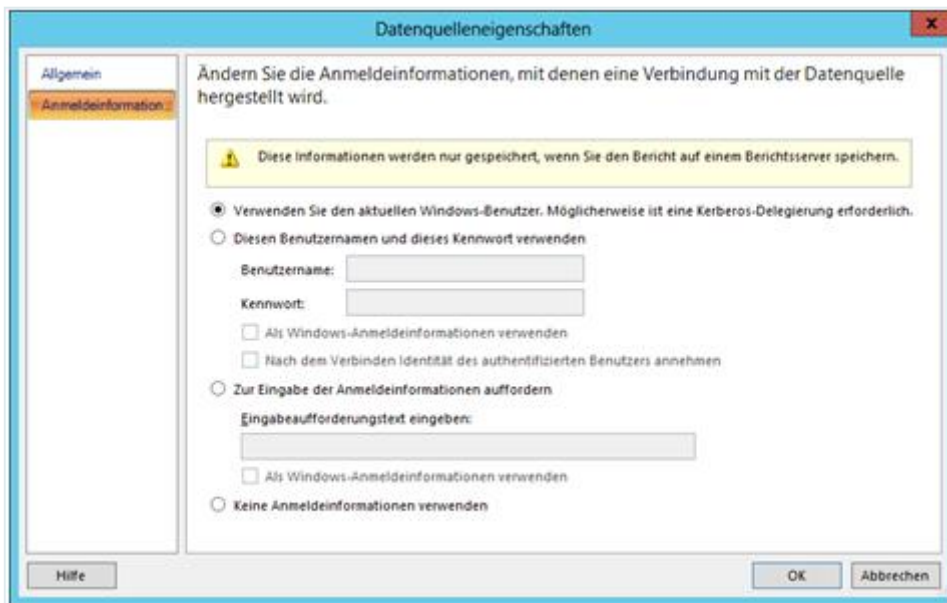 Datenquelleneigenschaften
x
Allgemein
Anmeldeinformation...
Ändern Sie die Anmeldeinformationen, mit denen eine Verbindung mit der Datenquelle
hergestellt wird.
Diese Informationen werden nur gespeichert, wenn Sie den Bericht auf einem Berichtsserver speichern.
Verwenden Sie den aktuellen Windows-Benutzer. Möglicherweise ist eine Kerberos-Delegierung erforderlich.
Diesen Benutzernamen und dieses Kennwort verwenden
Benutzername:
Kennwort:
Als Windows-Anmeldeinformationen verwenden
Nach dem Verbinden Identität des authentifizierten Benutzers annehmen
Zur Eingabe der Anmeldeinformationen auffordern
Eingabeaufforderungstext eingeben:
Als Windows-Anmeldeinformationen verwenden
Keine Anmeldeinformationen verwenden
Hilfe
OK
Abbrechen